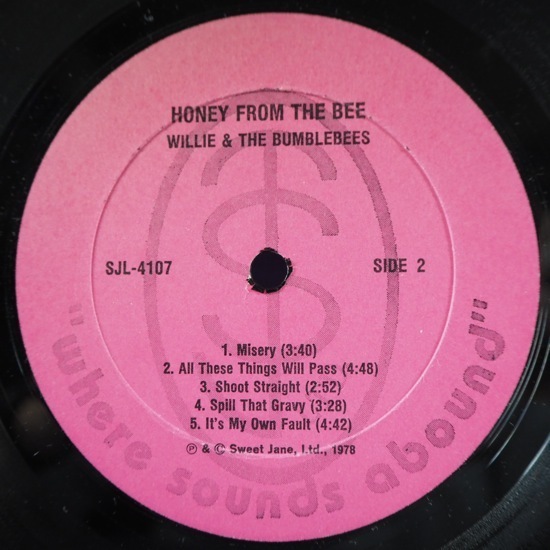 HONEY FROM THE BEE
WILLIE & THE BUMBLEBEES
SJL-4107
SIDE 2
1. Misery (3:40)
2. All These Things Will Pass (4:48)
3. Shoot Straight (2:52)
4. Spill That Gravy (3:28)
5. It's My Own Fault (4:42)
℗ & © Sweet Jane, Ltd., 1978
"where sounds abound"